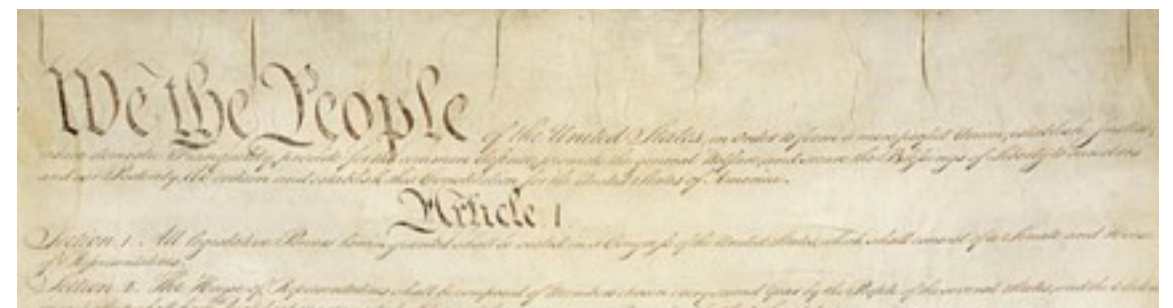 We the People of the United States, in Order to form a more perfect Union, establish Justice,
insure domestic Tranquility, provide for the common defence, promote the general Welfare, and secure the Blessings of Liberty to ourselves
and our Posterity, do ordain and establish this Constitution for the United States of America.
Article 1
Section 1. All legislative Powers herein granted shall be vested in a Congress of the United States, which shall consist of a Senate and House
of Representatives.
Section 2. The House of Representatives shall be composed of Members chosen every second Year by the People of the several States, and the